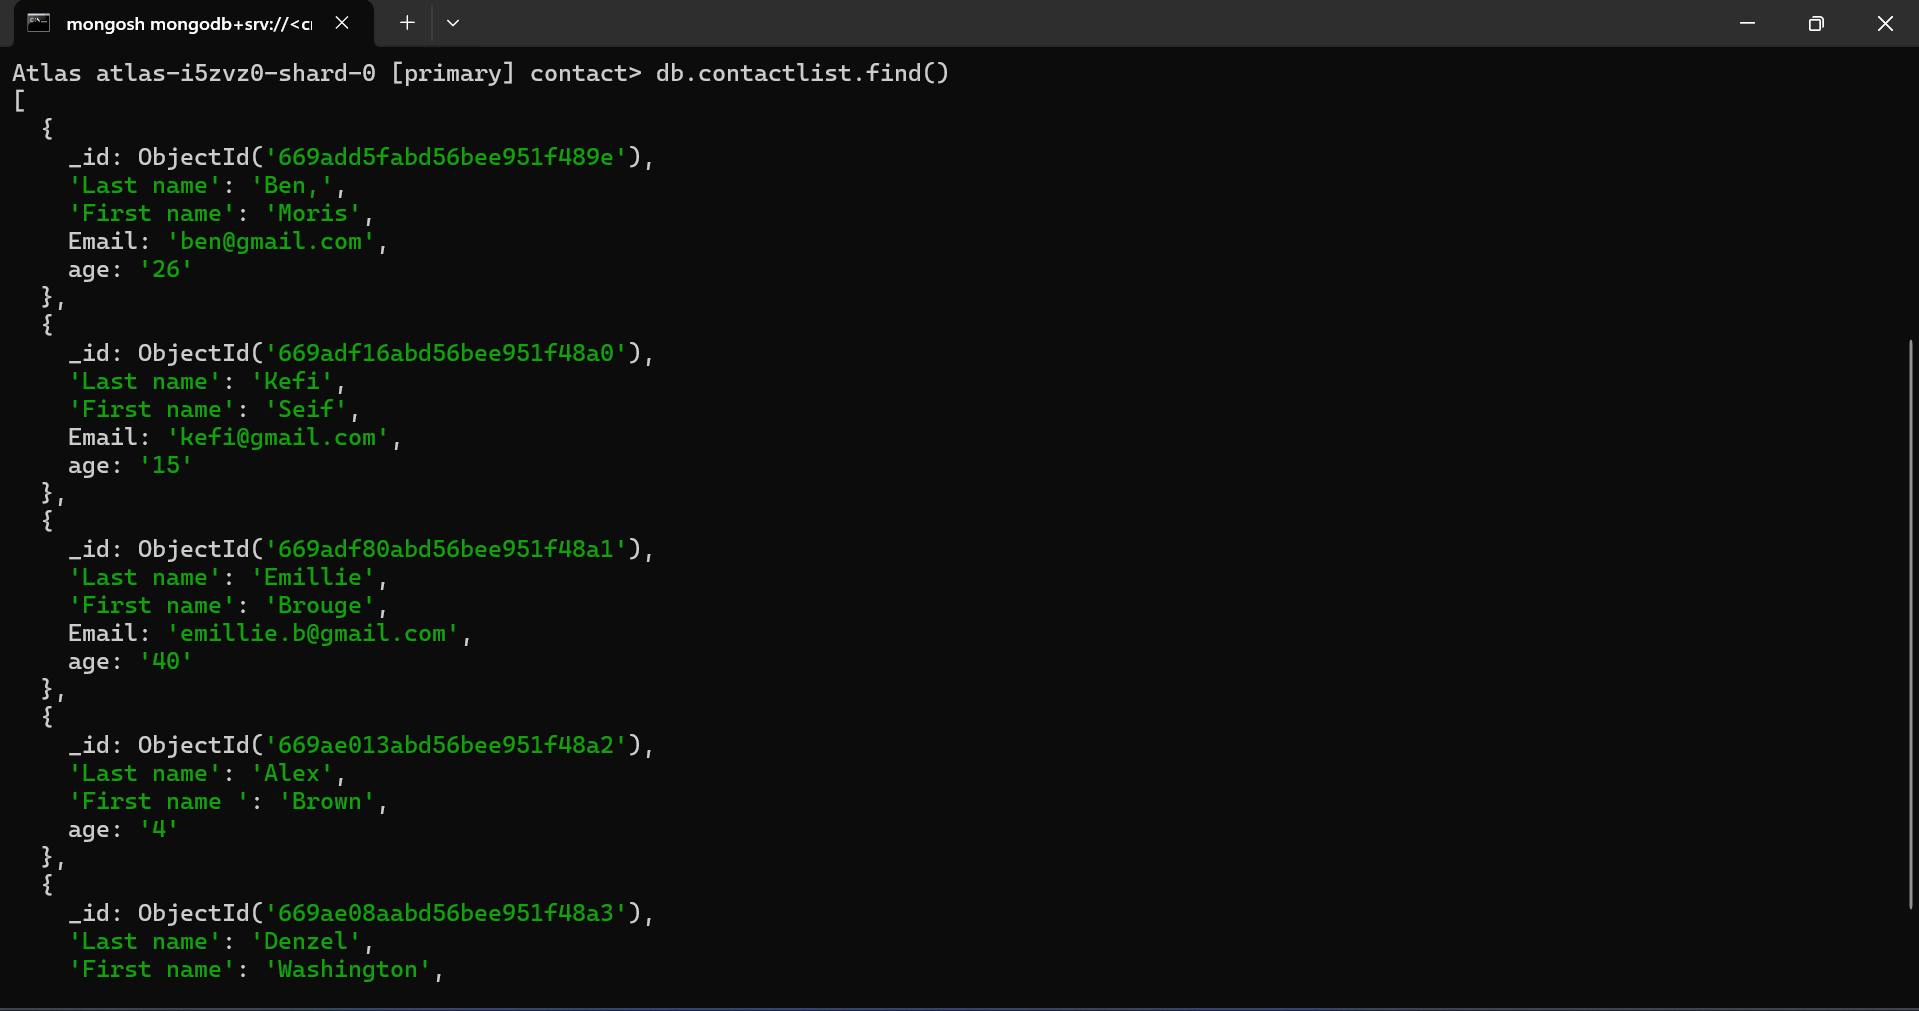 mongosh mongodb+srv://<cr
Atlas atlas-i5zvz0-shard-0 [primary] contact> db.contactlist.find()
[
  {
    _id: ObjectId('669add5fabd56bee951f489e'),
    'Last name': 'Ben,',
    'First name': 'Moris',
    Email: 'ben@gmail.com',
    age: '26'
  },
  {
    _id: ObjectId('669adf16abd56bee951f48a0'),
    'Last name': 'Kefi',
    'First name': 'Seif',
    Email: 'kefi@gmail.com',
    age: '15'
  },
  {
    _id: ObjectId('669adf80abd56bee951f48a1'),
    'Last name': 'Emillie',
    'First name': 'Brouge',
    Email: 'emillie.b@gmail.com',
    age: '40'
  },
  {
    _id: ObjectId('669ae013abd56bee951f48a2'),
    'Last name': 'Alex',
    'First name ': 'Brown',
    age: '4'
  },
  {
    _id: ObjectId('669ae08aabd56bee951f48a3'),
    'Last name': 'Denzel',
    'First name': 'Washington',